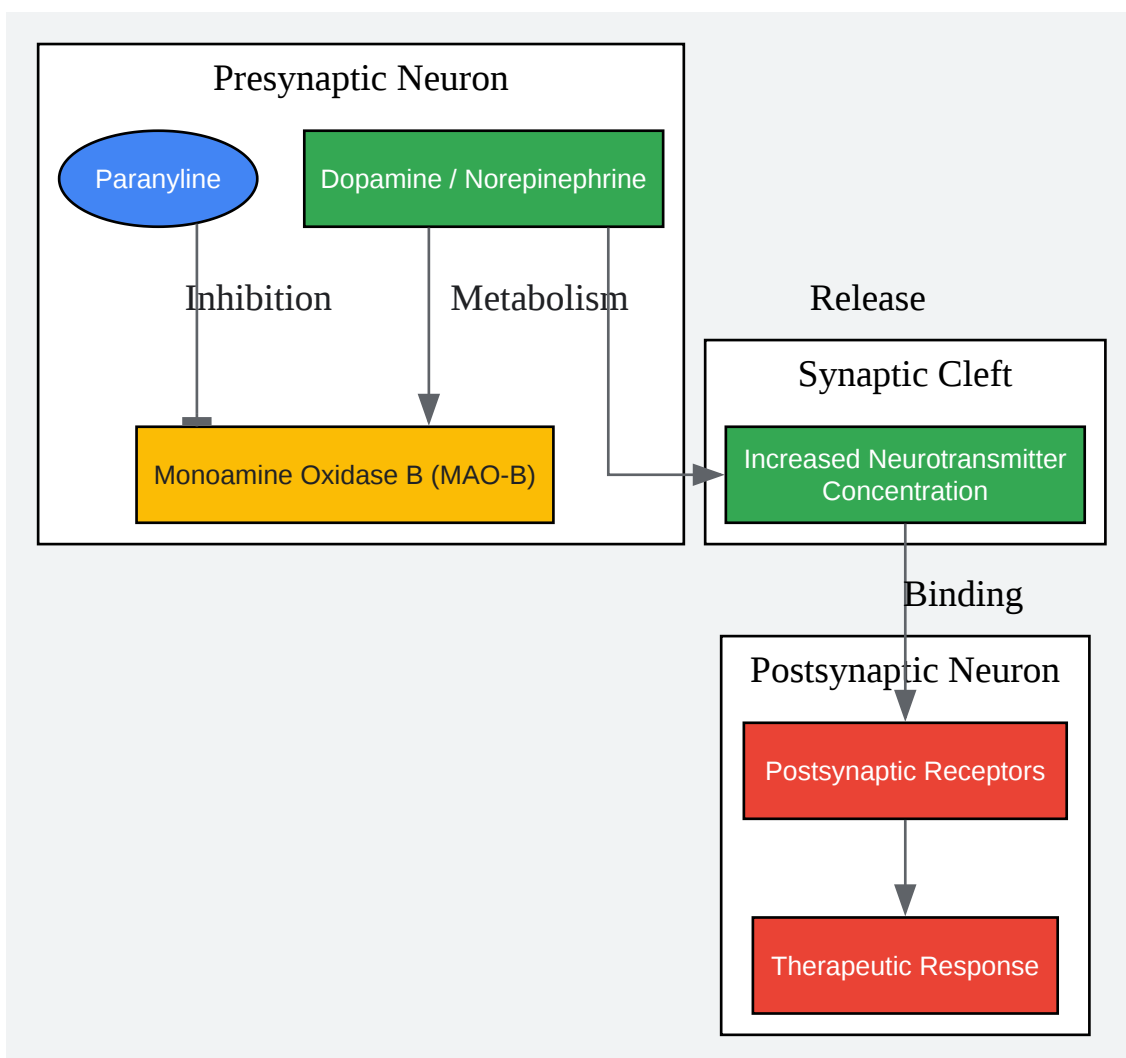 Presynaptic Neuron
Paranyline
Dopamine / Norepinephrine
Inhibition
Metabolism
Release
Monoamine Oxidase B (MAO-B)
Synaptic Cleft
Increased Neurotransmitter
Concentration
Binding
Postsynaptic Neuron
Postsynaptic Receptors
Therapeutic Response